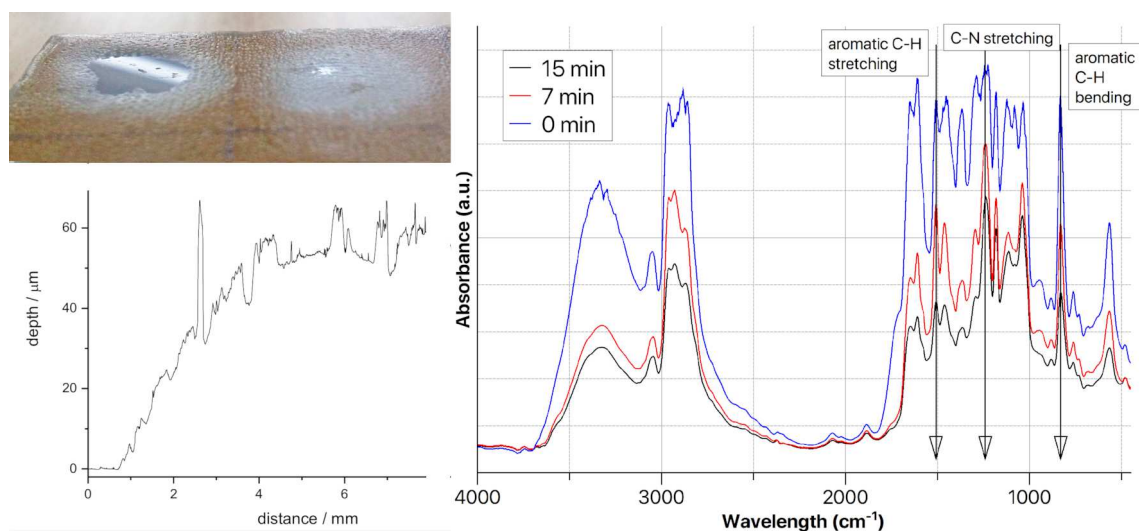 60
40
20
0
depth / μm
0
2
4
6
distance / mm
15 min
7 min
0 min
aromatic C-H
stretching
C-N stretching
aromatic
C-H
bending
Absorbance (a.u.)
4000
3000
2000
1000
Wavelength (cm⁻¹)